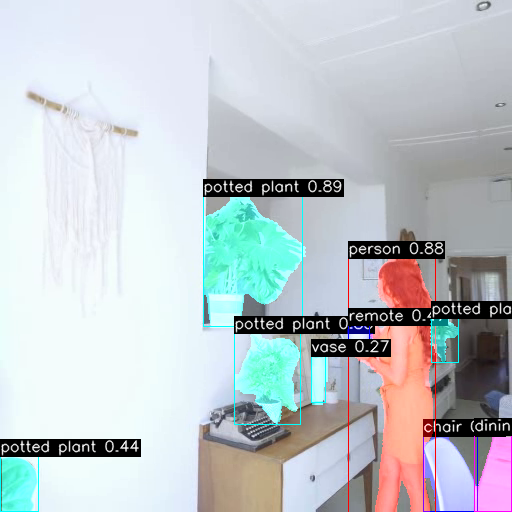 potted plant 0.89
person 0.88
potted pla
remote 0.4
potted plant 0.
vase 0.27
chair (dinin
potted plant 0.44